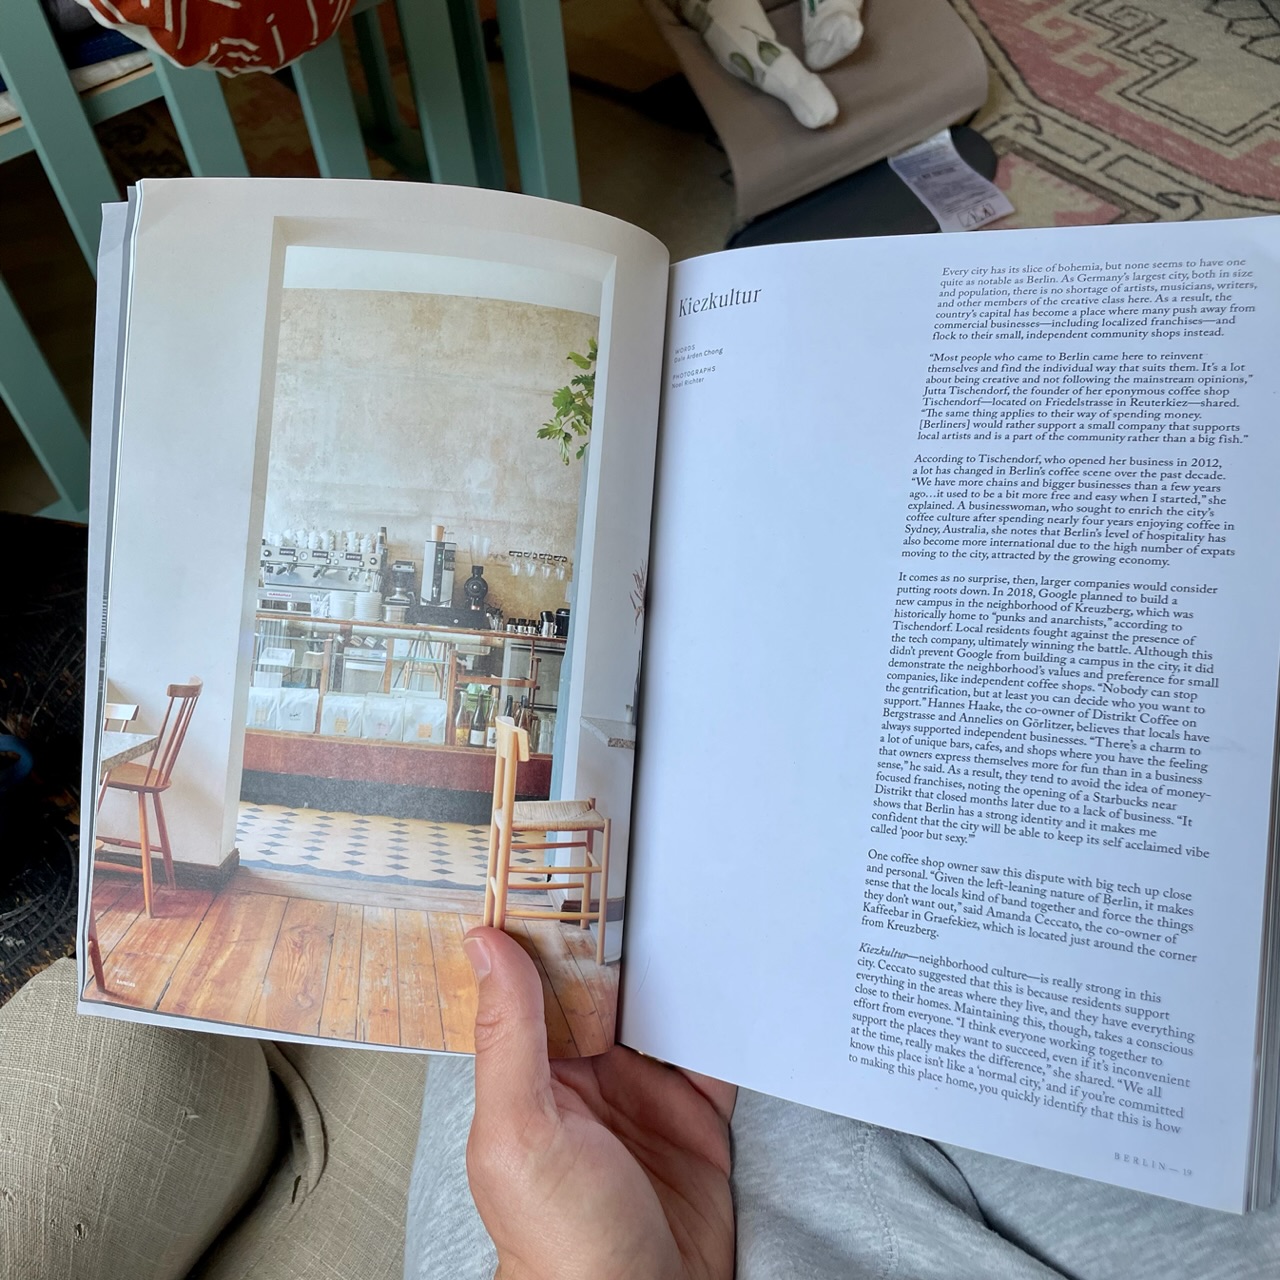 Kiezkultur
WORDS
Dale Arden Chong
PHOTOGRAPHS
Noel Richter
Every city has its slice of bohemia, but none seems to have one
quite as notable as Berlin. As Germany's largest city, both in size
and population, there is no shortage of artists, musicians, writers,
and other members of the creative class here. As a result, the
country's capital has become a place where many push away from
commercial businesses—including localized franchises—and
flock to their small, independent community shops instead.
“Most people who came to Berlin came here to reinvent
themselves and find the individual way that suits them. It's a lot
about being creative and not following the mainstream opinions,”
Jutta Tischendorf, the founder of her eponymous coffee shop
Tischendorf—located on Friedelstrasse in Reuterkiez—shared.
“The same thing applies to their way of spending money.
[Berliners] would rather support a small company that supports
local artists and is a part of the community rather than a big fish.”
According to Tischendorf, who opened her business in 2012,
a lot has changed in Berlin's coffee scene over the past decade.
“We have more chains and bigger businesses than a few years
ago…it used to be a bit more free and easy when I started,” she
explained. A businesswoman, who sought to enrich the city's
coffee culture after spending nearly four years enjoying coffee in
Sydney, Australia, she notes that Berlin's level of hospitality has
also become more international due to the high number of expats
moving to the city, attracted by the growing economy.
It comes as no surprise, then, larger companies would consider
putting roots down. In 2018, Google planned to build a
new campus in the neighborhood of Kreuzberg, which was
historically home to “punks and anarchists,” according to
Tischendorf. Local residents fought against the presence of
the tech company, ultimately winning the battle. Although this
didn't prevent Google from building a campus in the city, it did
demonstrate the neighborhood's values and preference for small
companies, like independent coffee shops. “Nobody can stop
the gentrification, but at least you can decide who you want to
support.” Hannes Haake, the co-owner of Distrikt Coffee on
Bergstrasse and Annelies on Görlitzer, believes that locals have
always supported independent businesses. “There's a charm to
a lot of unique bars, cafes, and shops where you have the feeling
that owners express themselves more for fun than in a business
sense,” he said. As a result, they tend to avoid the idea of money-
focused franchises, noting the opening of a Starbucks near
Distrikt that closed months later due to a lack of business. “It
shows that Berlin has a strong identity and it makes me
confident that the city will be able to keep its self acclaimed vibe
called ‘poor but sexy.’”
One coffee shop owner saw this dispute with big tech up close
and personal. “Given the left-leaning nature of Berlin, it makes
sense that the locals kind of band together and force the things
they don't want out,” said Amanda Ceccato, the co-owner of
Kaffeebar in Graefekiez, which is located just around the corner
from Kreuzberg.
Kiezkultur—neighborhood culture—is really strong in this
city. Ceccato suggested that this is because residents support
everything in the areas where they live, and they have everything
close to their homes. Maintaining this, though, takes a conscious
effort from everyone. “I think everyone working together to
support the places they want to succeed, even if it's inconvenient
at the time, really makes the difference,” she shared. “We all
know this place isn't like a ‘normal city,’ and if you're committed
to making this place home, you quickly identify that this is how
BERLIN—19